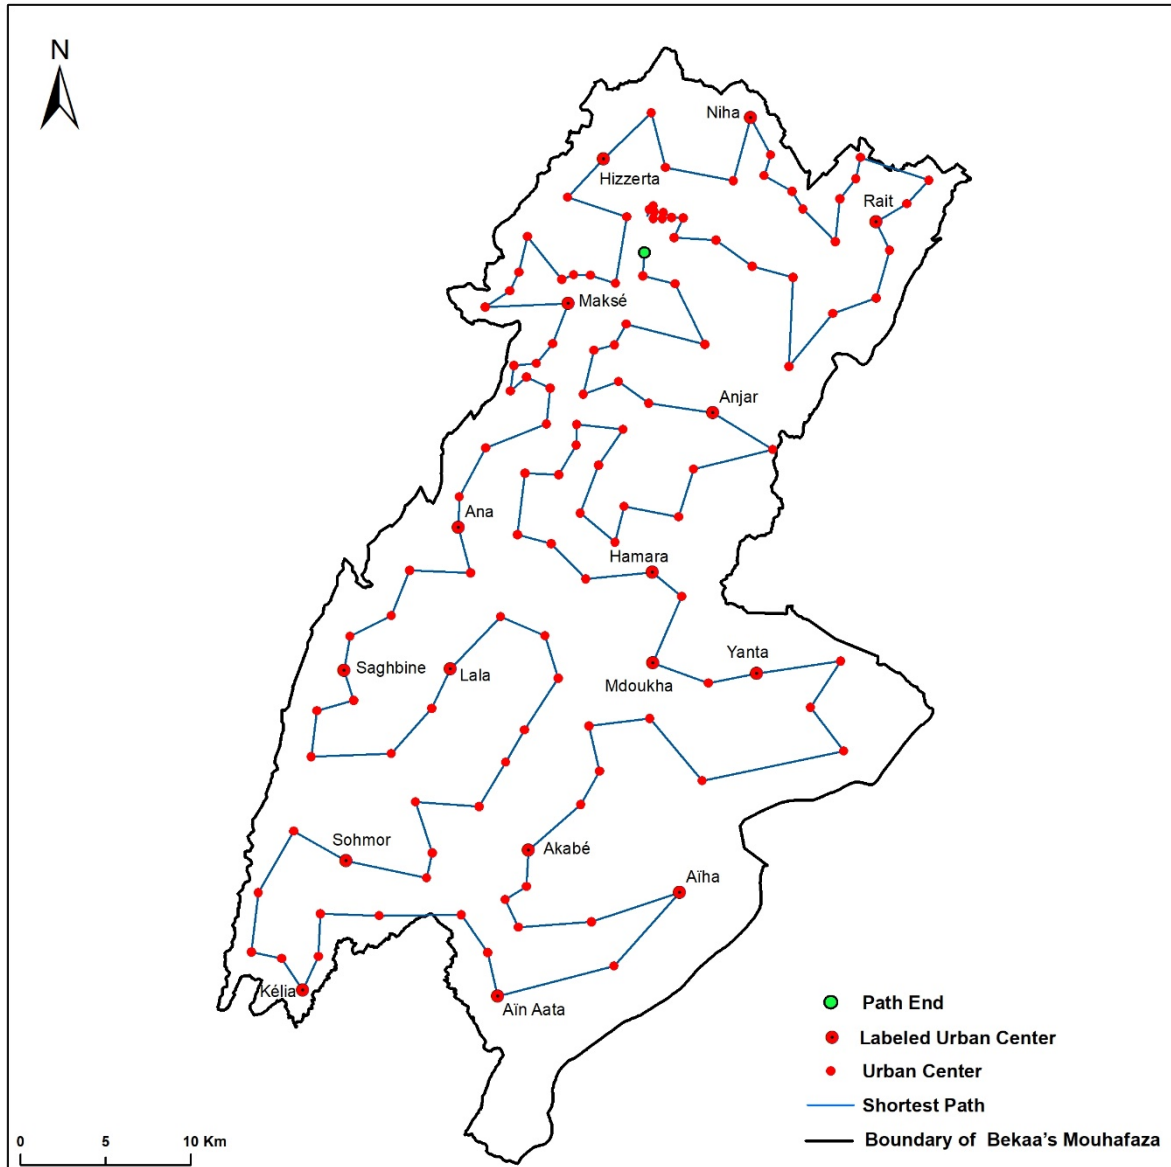 N
Niha
Hizzerta
Rait
Maksé
Anjar
Ana
Hamara
Saghbine
Lala
Yanta
Mdoukha
Sohmor
Akabé
Aïha
Kélia
Aïn Aata
Path End
Labeled Urban Center
Urban Center
Shortest Path
Boundary of Bekaa's Mouhafaza
0 5 10 Km